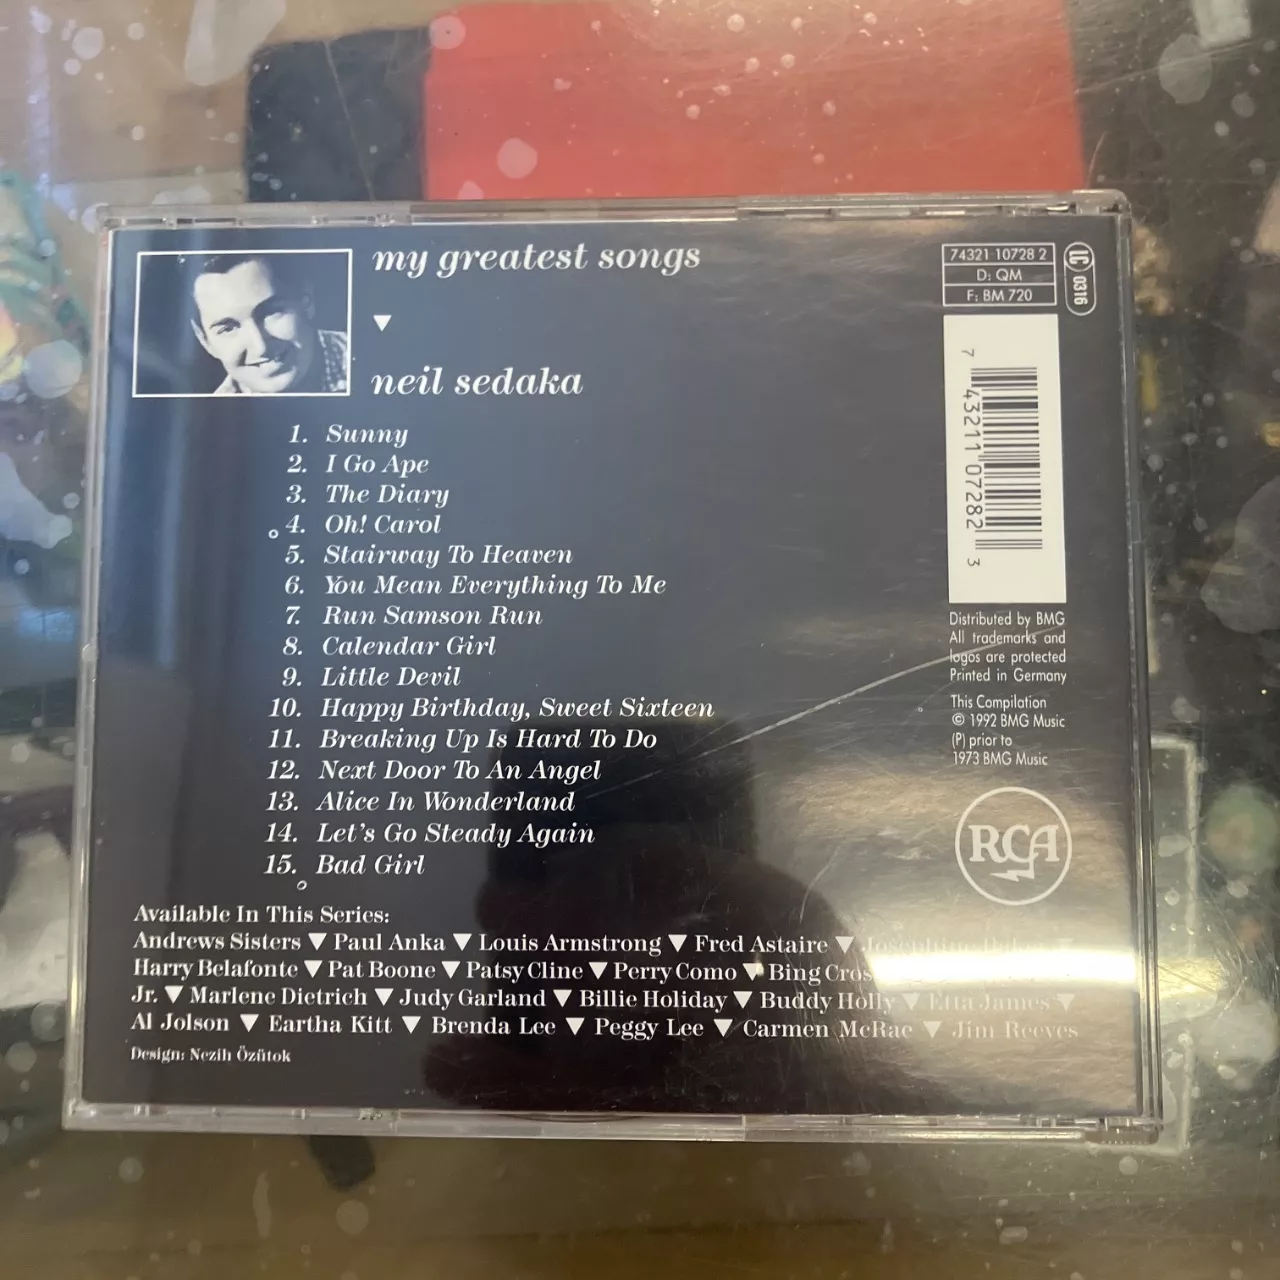 my greatest songs
neil sedaka
1. Sunny
2. I Go Ape
3. The Diary
4. Oh! Carol
5. Stairway To Heaven
6. You Mean Everything To Me
7. Run Samson Run
8. Calendar Girl
9. Little Devil
10. Happy Birthday, Sweet Sixteen
11. Breaking Up Is Hard To Do
12. Next Door To An Angel
13. Alice In Wonderland
14. Let's Go Steady Again
15. Bad Girl
Available In This Series:
Andrews Sisters ▼ Paul Anka ▼ Louis Armstrong ▼ Fred Astaire ▼ Josephine
Harry Belafonte ▼ Pat Boone ▼ Patsy Cline ▼ Perry Como ▼ Bing
Jr. ▼ Marlene Dietrich ▼ Judy Garland ▼ Billie Holiday ▼ Buddy Holly ▼ Etta James ▼
Al Jolson ▼ Eartha Kitt ▼ Brenda Lee ▼ Peggy Lee ▼ Carmen McRae ▼ Jim Reeves
Design: Nezih Özütok
74321 10728 2
D: QM
F: BM 720
LC 0316
7 43211 07282 3
Distributed by BMG
All trademarks and
logos are protected
Printed in Germany
This Compilation
© 1992 BMG Music
(P) prior to
1973 BMG Music
RCA